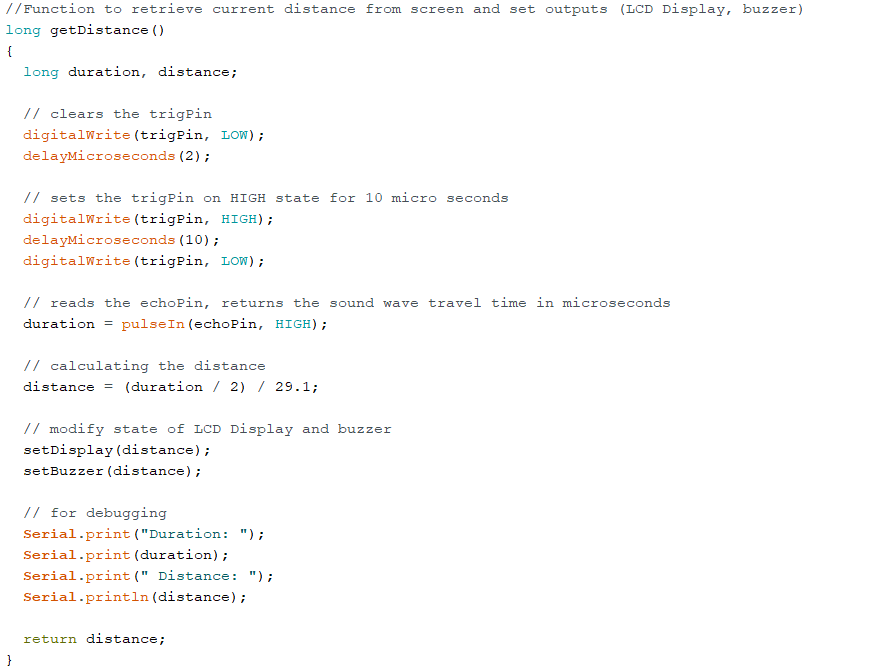 //Function to retrieve current distance from screen and set outputs (LCD Display, buzzer)
long getDistance()
{
  long duration, distance;

  // clears the trigPin
  digitalWrite(trigPin, LOW);
  delayMicroseconds(2);

  // sets the trigPin on HIGH state for 10 micro seconds
  digitalWrite(trigPin, HIGH);
  delayMicroseconds(10);
  digitalWrite(trigPin, LOW);

  // reads the echoPin, returns the sound wave travel time in microseconds
  duration = pulseIn(echoPin, HIGH);

  // calculating the distance
  distance = (duration / 2) / 29.1;

  // modify state of LCD Display and buzzer
  setDisplay(distance);
  setBuzzer(distance);

  // for debugging
  Serial.print("Duration: ");
  Serial.print(duration);
  Serial.print(" Distance: ");
  Serial.println(distance);

  return distance;
}